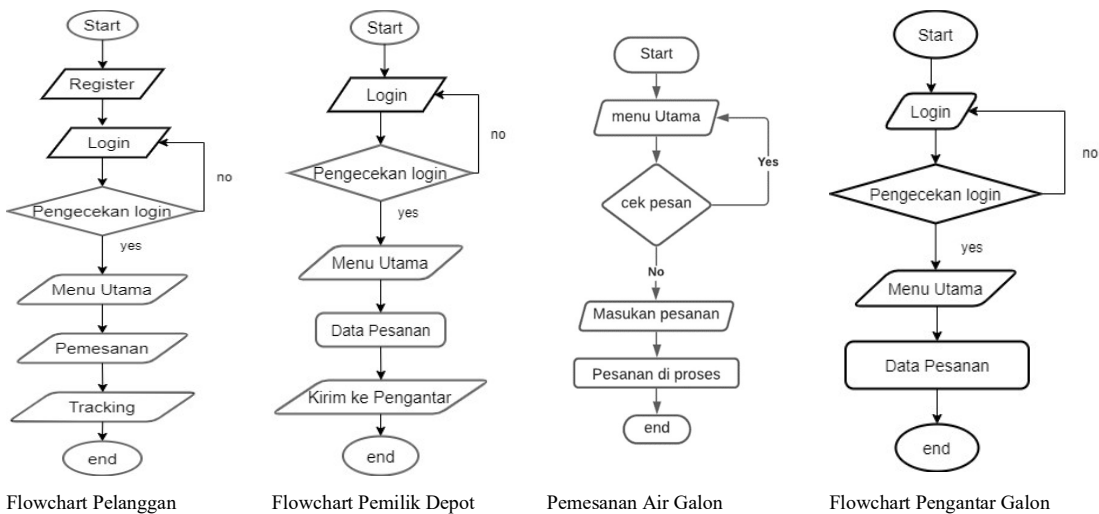 Start
Register
Login
no
Pengecekan login
yes
Menu Utama
Pemesanan
Tracking
end
Flowchart Pelanggan
Start
Login
no
Pengecekan login
yes
Menu Utama
Data Pesanan
Kirim ke Pengantar
end
Flowchart Pemilik Depot
Start
menu Utama
Yes
cek pesan
No
Masukan pesanan
Pesanan di proses
end
Pemesanan Air Galon
Start
Login
no
Pengecekan login
yes
Menu Utama
Data Pesanan
end
Flowchart Pengantar Galon